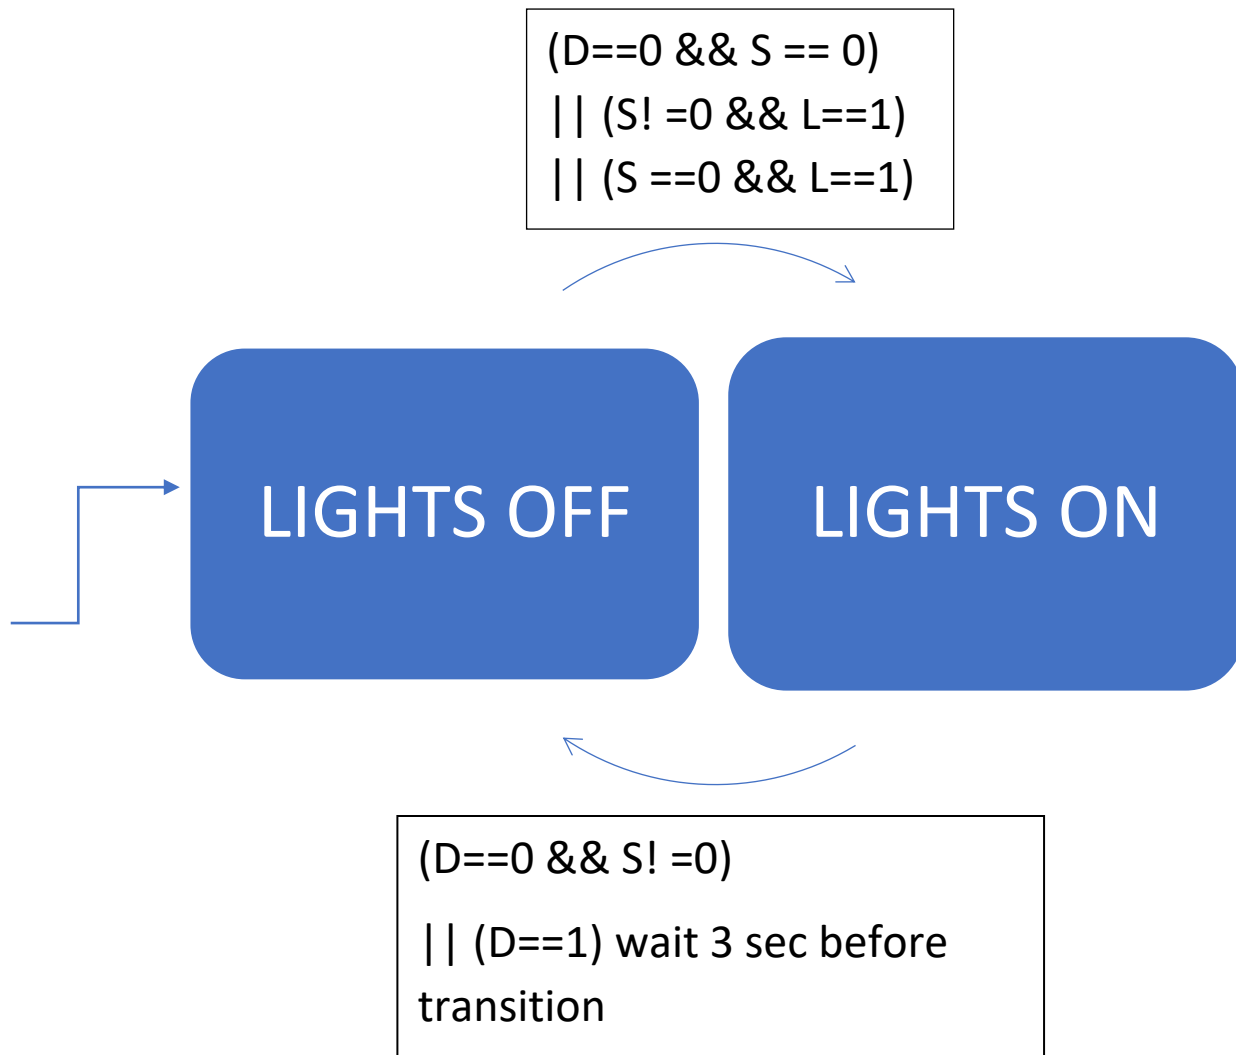 (D==0 && S == 0)
|| (S! =0 && L==1)
|| (S ==0 && L==1)
LIGHTS OFF
LIGHTS ON
(D==0 && S! =0)
|| (D==1) wait 3 sec before
transition